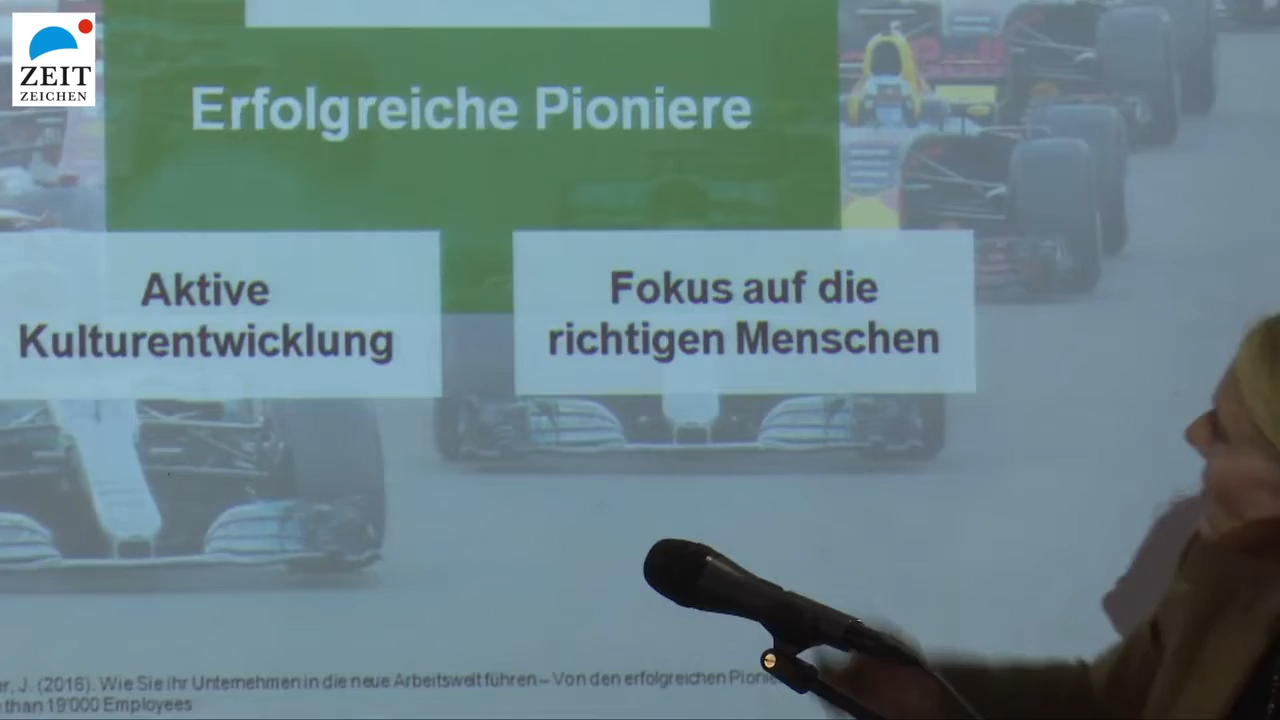 ZEIT
ZEICHEN
Erfolgreiche Pioniere
Aktive
Kulturentwicklung
Fokus auf die
richtigen Menschen
J. (2016). Wie Sie ihr Unternehmen in die neue Arbeitswelt führen – Von den erfolgreichen
than 19'000 Employees